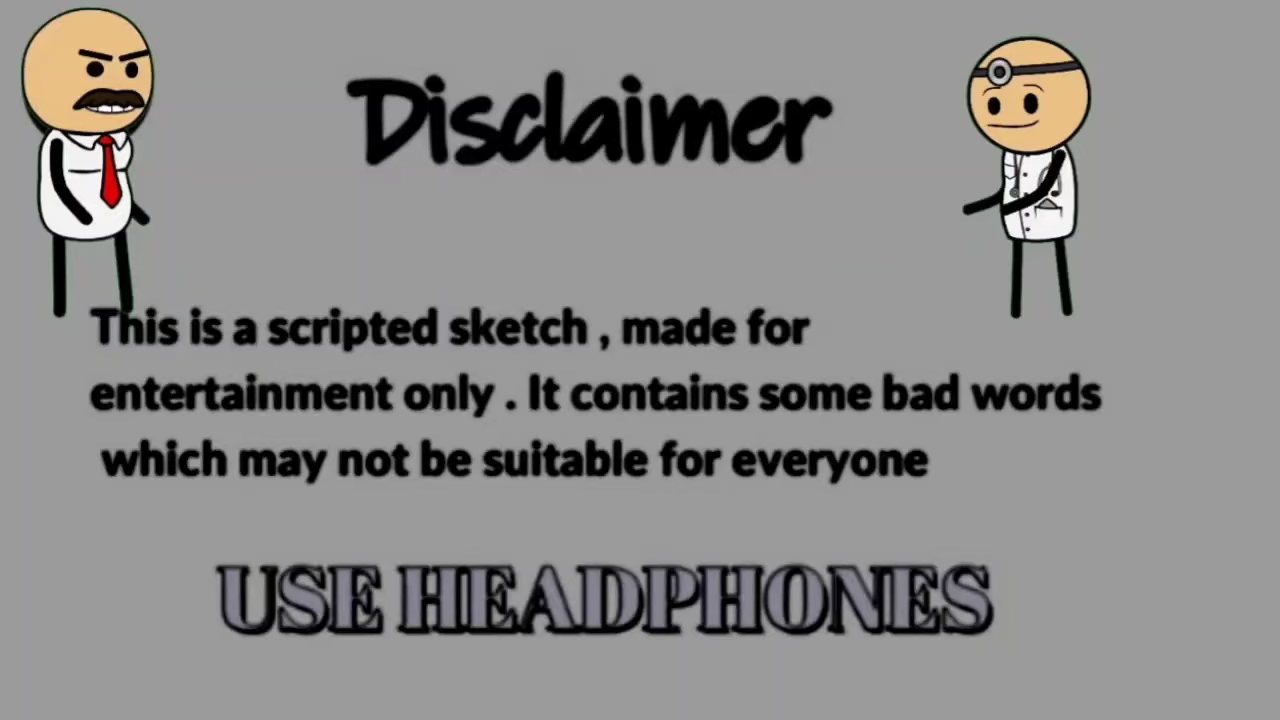 Disclaimer
This is a scripted sketch , made for
entertainment only . It contains some bad words
which may not be suitable for everyone
USE HEADPHONES